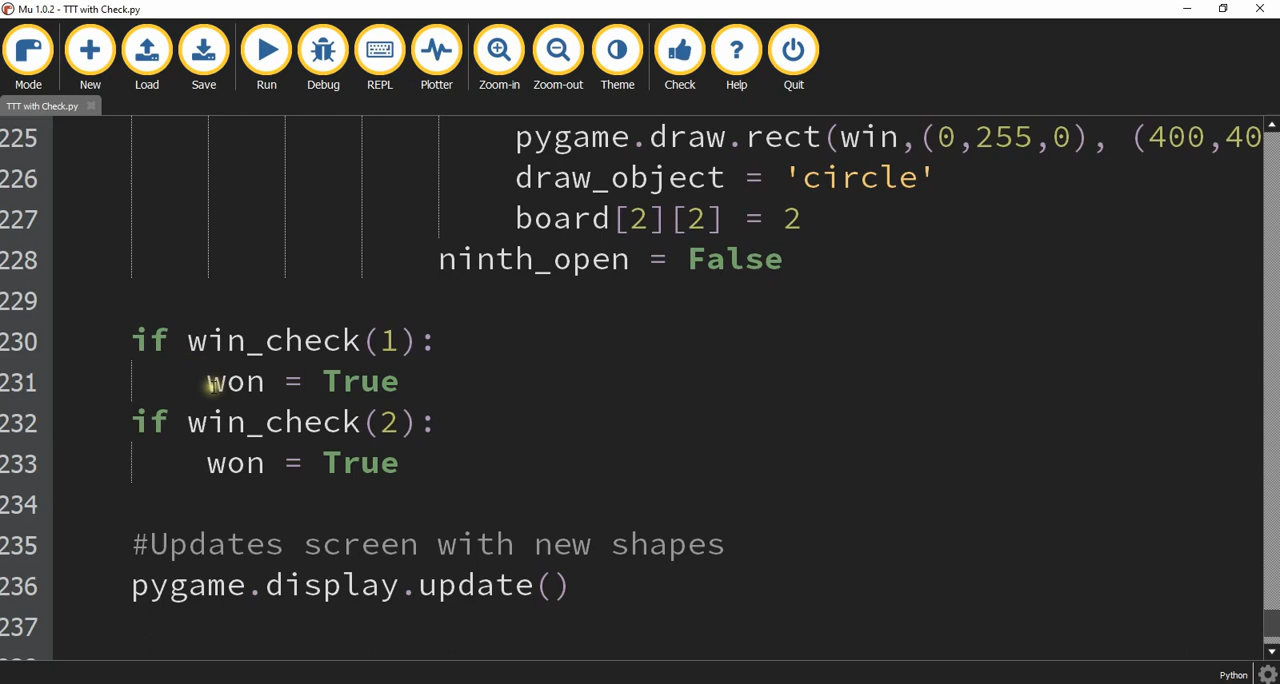 Mu 1.0.2 - TTT with Check.py
Mode New Load Save Run Debug REPL Plotter Zoom-in Zoom-out Theme Check Help Quit
TTT with Check.py
225 pygame.draw.rect(win,(0,255,0), (400,40
226 draw_object = 'circle'
227 board[2][2] = 2
228 ninth_open = False
229
230 if win_check(1):
231 won = True
232 if win_check(2):
233 won = True
234
235 #Updates screen with new shapes
236 pygame.display.update()
237
Python